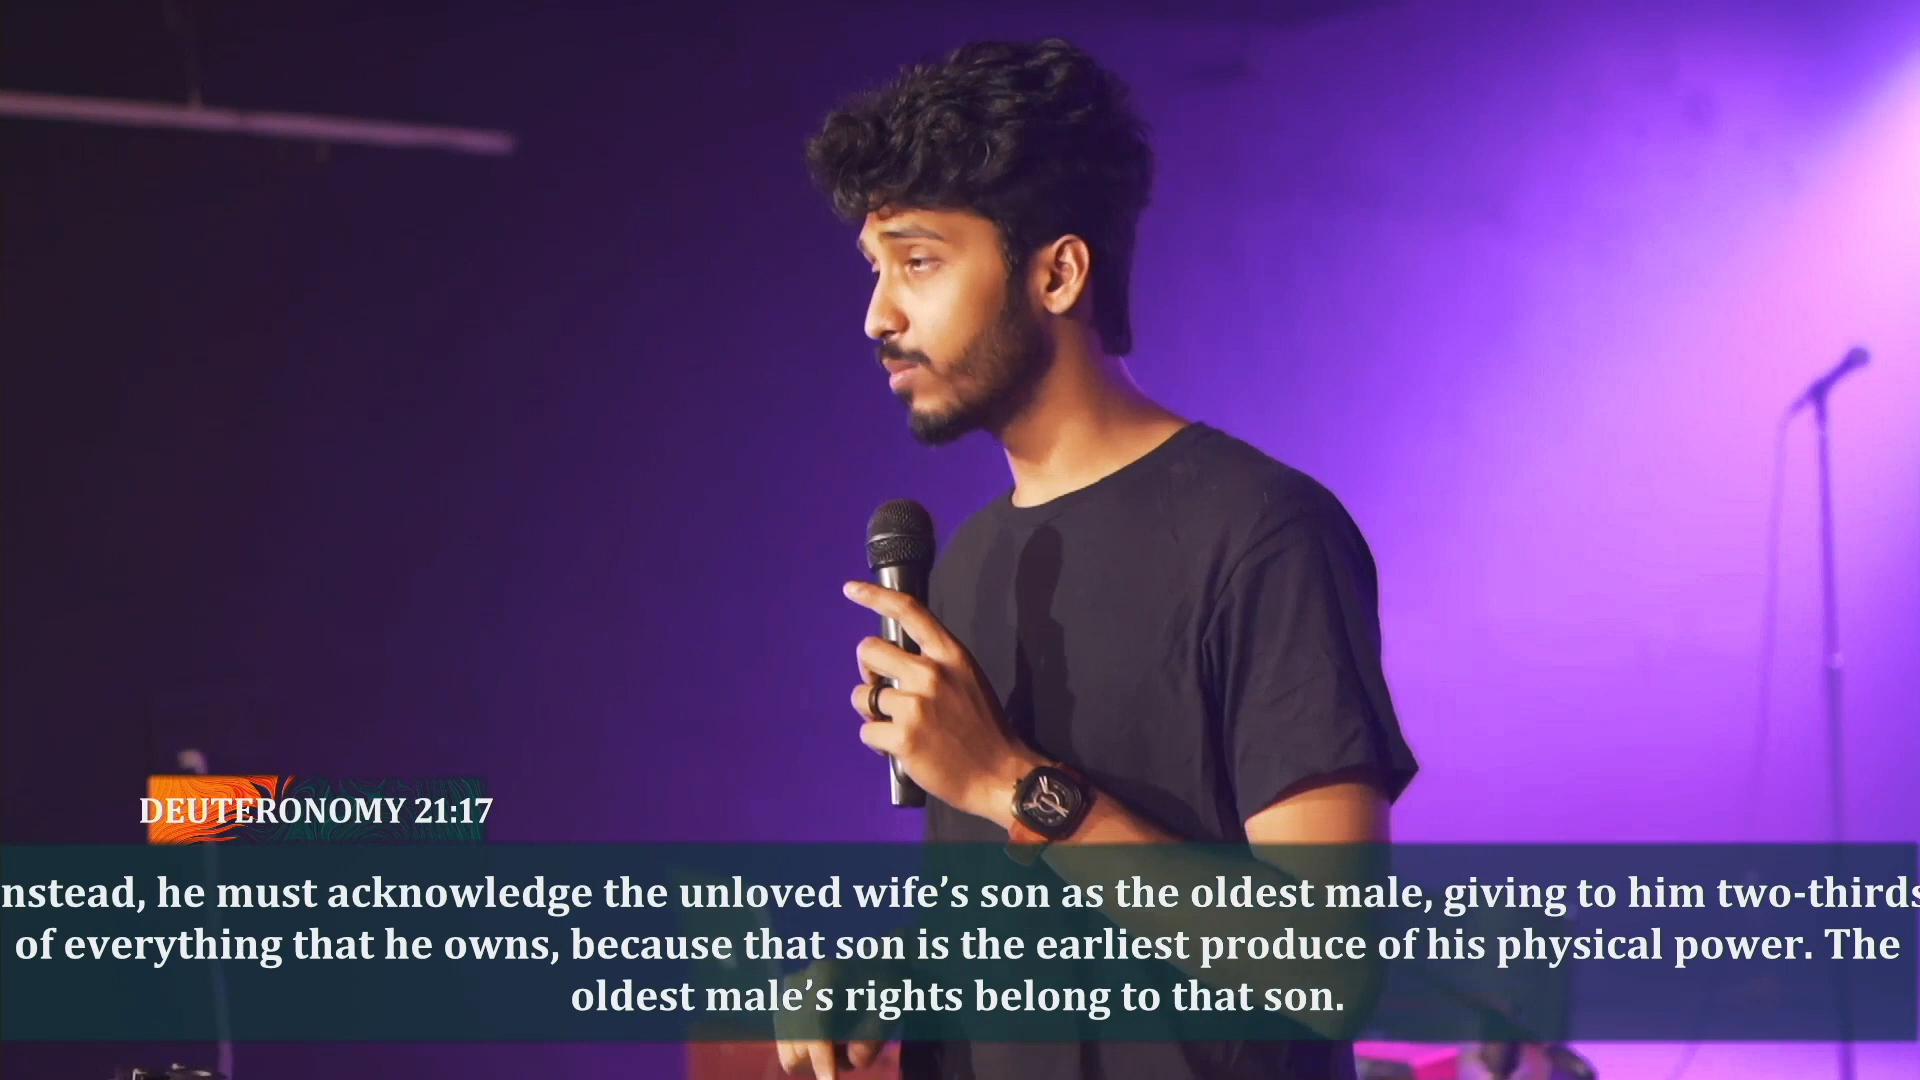 DEUTERONOMY 21:17
nstead, he must acknowledge the unloved wife’s son as the oldest male, giving to him two-thirds
of everything that he owns, because that son is the earliest produce of his physical power. The
oldest male’s rights belong to that son.